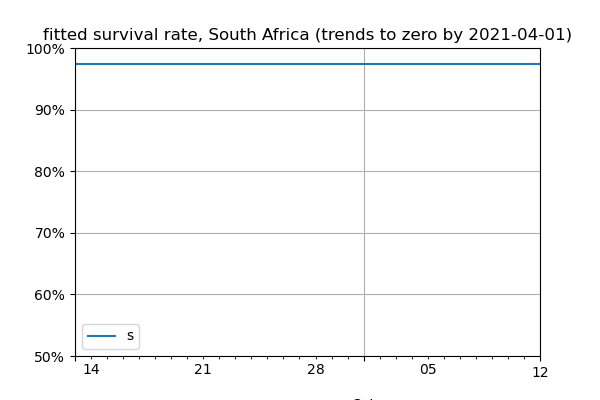 fitted survival rate, South Africa (trends to zero by 2021-04-01)
100%
90%
80%
70%
60%
50%
s
14 21 28 05 12